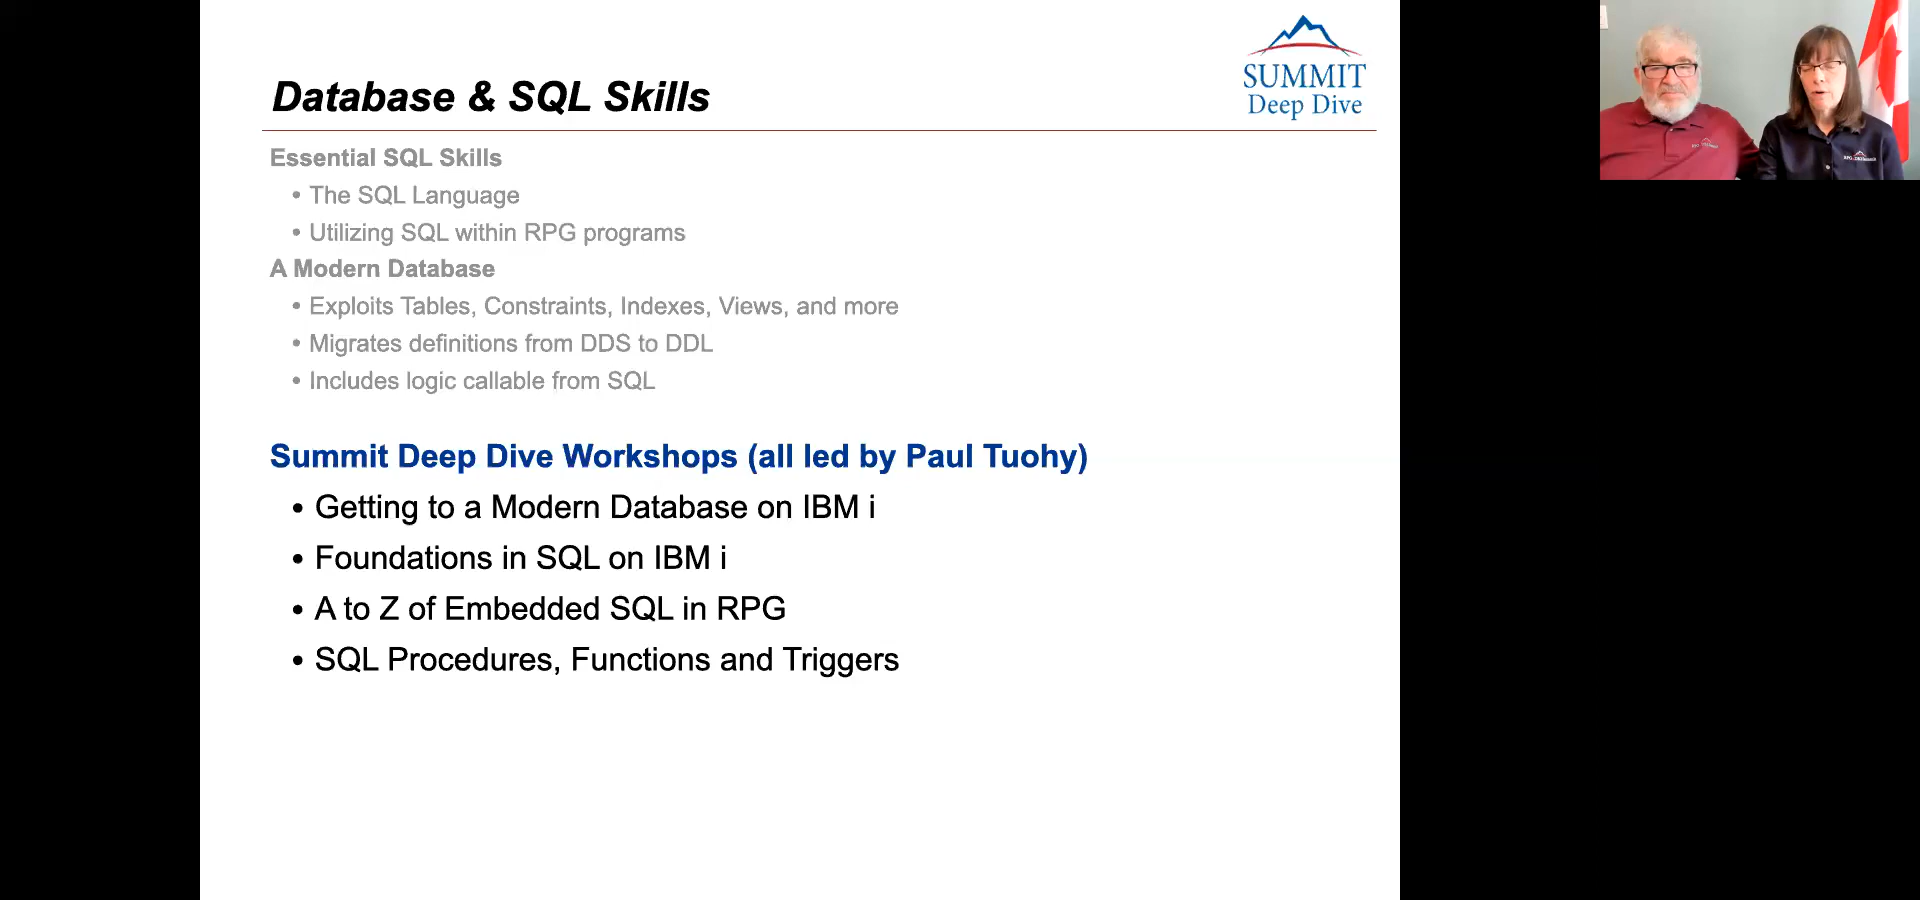 Database & SQL Skills
SUMMIT
Deep Dive
Essential SQL Skills
• The SQL Language
• Utilizing SQL within RPG programs
A Modern Database
• Exploits Tables, Constraints, Indexes, Views, and more
• Migrates definitions from DDS to DDL
• Includes logic callable from SQL
Summit Deep Dive Workshops (all led by Paul Tuohy)
• Getting to a Modern Database on IBM i
• Foundations in SQL on IBM i
• A to Z of Embedded SQL in RPG
• SQL Procedures, Functions and Triggers